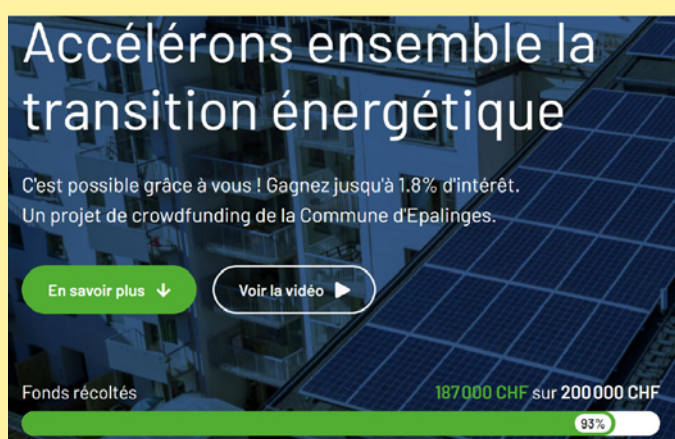 Accélérons ensemble la
transition énergétique
C'est possible grâce à vous ! Gagnez jusqu'à 1.8% d'intérêt.
Un projet de crowdfunding de la Commune d'Epalinges.
En savoir plus ↓ Voir la vidéo ▶
Fonds récoltés 187 000 CHF sur 200 000 CHF
93%